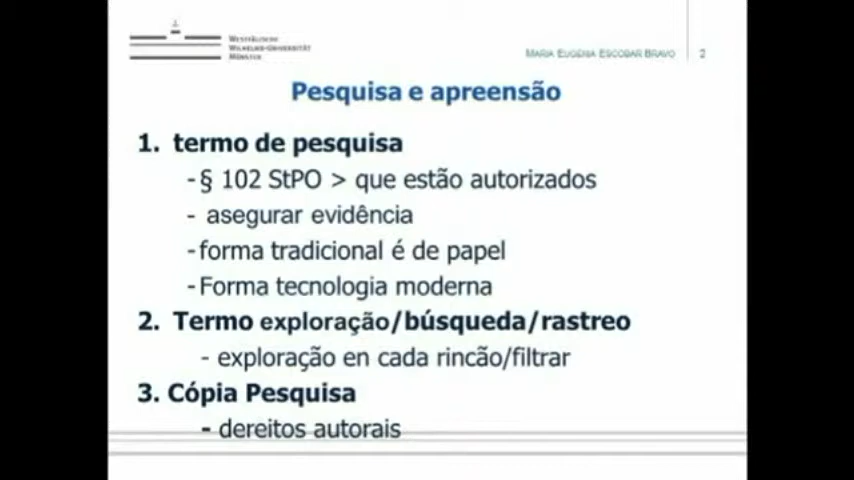 WESTFÄLISCHE
WILHELMS-UNIVERSITÄT
MÜNSTER
MARIA EUGENIA ESCOBAR BRAVO 2
Pesquisa e apreensão
1. termo de pesquisa
-§ 102 StPO > que estão autorizados
- asegurar evidência
-forma tradicional é de papel
-Forma tecnologia moderna
2. Termo exploração/búsqueda/rastreo
- exploração en cada rincão/filtrar
3. Cópia Pesquisa
- dereitos autorais